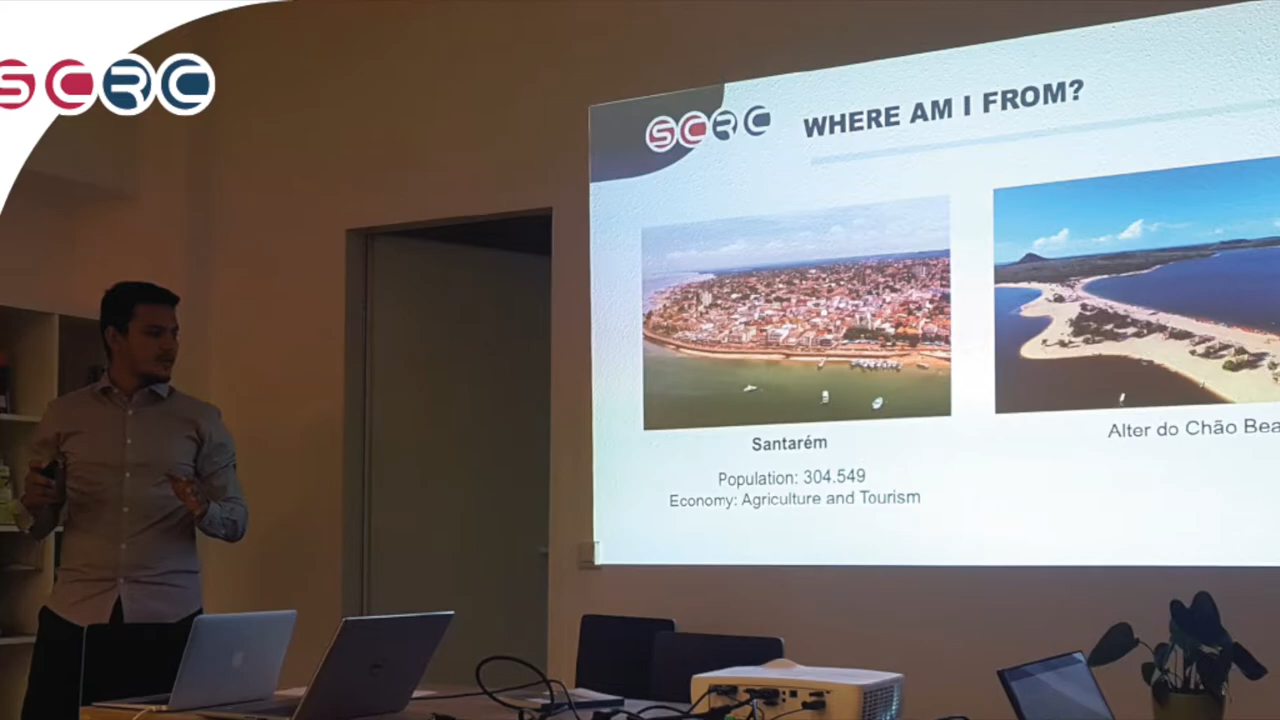 SCRC
SCRC
WHERE AM I FROM?
Santarém
Population: 304.549
Economy: Agriculture and Tourism
Alter do Chão Bea